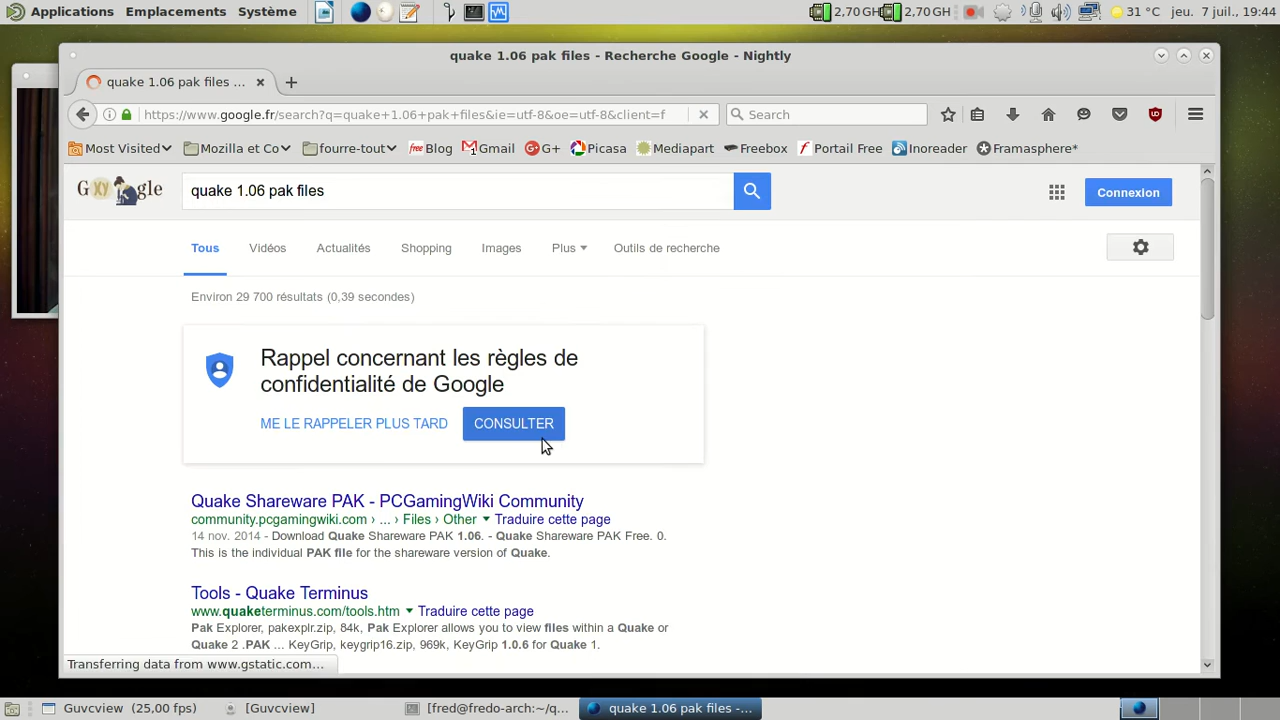 Applications Emplacements Système 2,70 GH 2,70 GH 31 °C jeu. 7 juil., 19:44
quake 1.06 pak files - Recherche Google - Nightly
quake 1.06 pak files ...
https://www.google.fr/search?q=quake+1.06+pak+files&ie=utf-8&oe=utf-8&client=f Search
Most Visited Mozilla et Co fourre-tout Blog Gmail G+ Picasa Mediapart Freebox Portail Free Inoreader Framasphere*
quake 1.06 pak files Connexion
Tous Vidéos Actualités Shopping Images Plus Outils de recherche
Environ 29 700 résultats (0,39 secondes)
Rappel concernant les règles de
confidentialité de Google
ME LE RAPPELER PLUS TARD CONSULTER
Quake Shareware PAK - PCGamingWiki Community
community.pcgamingwiki.com › ... › Files › Other Traduire cette page
14 nov. 2014 - Download Quake Shareware PAK 1.06. - Quake Shareware PAK Free. 0.
This is the individual PAK file for the shareware version of Quake.
Tools - Quake Terminus
www.quaketerminus.com/tools.htm Traduire cette page
Pak Explorer, pakexplr.zip, 84k, Pak Explorer allows you to view files within a Quake or
Quake 2 .PAK ... KeyGrip, keygrip16.zip, 969k, KeyGrip 1.0.6 for Quake 1.
Transferring data from www.gstatic.com...
Guvcview (25,00 fps) [Guvcview] [fred@fredo-arch:~/q... quake 1.06 pak files -...